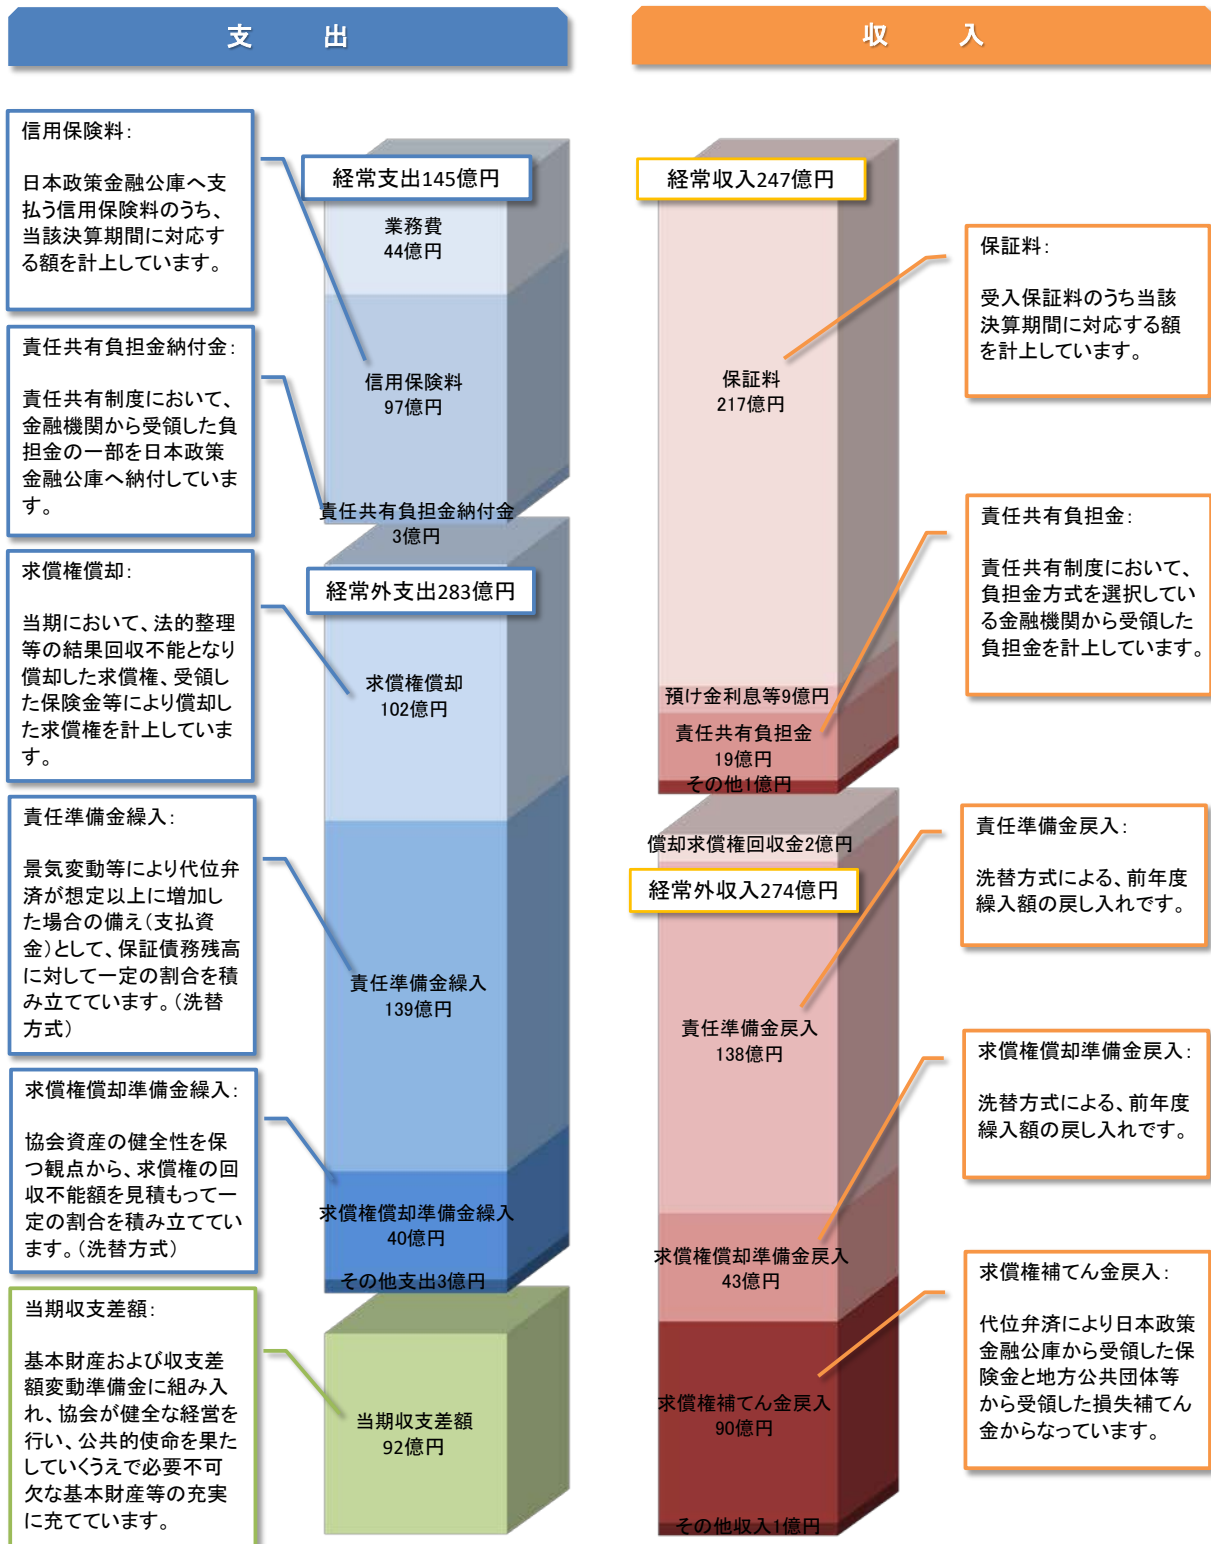 支　出
信用保険料：
日本政策金融公庫へ支
払う信用保険料のうち、
当該決算期間に対応す
る額を計上しています。
責任共有負担金納付金：
責任共有制度において、
金融機関から受領した負
担金の一部を日本政策
金融公庫へ納付していま
す。
求償権償却：
当期において、法的整理
等の結果回収不能となり
償却した求償権、受領し
た保険金等により償却し
た求償権を計上していま
す。
責任準備金繰入：
景気変動等により代位弁
済が想定以上に増加し
た場合の備え（支払資
金）として、保証債務残高
に対して一定の割合を積
み立てています。（洗替
方式）
求償権償却準備金繰入：
協会資産の健全性を保
つ観点から、求償権の回
収不能額を見積もって一
定の割合を積み立ててい
ます。（洗替方式）
当期収支差額：
基本財産および収支差
額変動準備金に組み入
れ、協会が健全な経営を
行い、公共的使命を果た
していくうえで必要不可
欠な基本財産等の充実
に充てています。
経常支出145億円
業務費
44億円
信用保険料
97億円
責任共有負担金納付金
3億円
経常外支出283億円
求償権償却
102億円
責任準備金繰入
139億円
求償権償却準備金繰入
40億円
その他支出3億円
当期収支差額
92億円
収　入
経常収入247億円
保証料
217億円
預け金利息等9億円
責任共有負担金
19億円
その他1億円
償却求償権回収金2億円
経常外収入274億円
責任準備金戻入
138億円
求償権償却準備金戻入
43億円
求償権補てん金戻入
90億円
その他収入1億円
保証料：
受入保証料のうち当該
決算期間に対応する額
を計上しています。
責任共有負担金：
責任共有制度において、
負担金方式を選択してい
る金融機関から受領した
負担金を計上しています。
責任準備金戻入：
洗替方式による、前年度
繰入額の戻し入れです。
求償権償却準備金戻入：
洗替方式による、前年度
繰入額の戻し入れです。
求償権補てん金戻入：
代位弁済により日本政策
金融公庫から受領した保
険金と地方公共団体等
から受領した損失補てん
金からなっています。